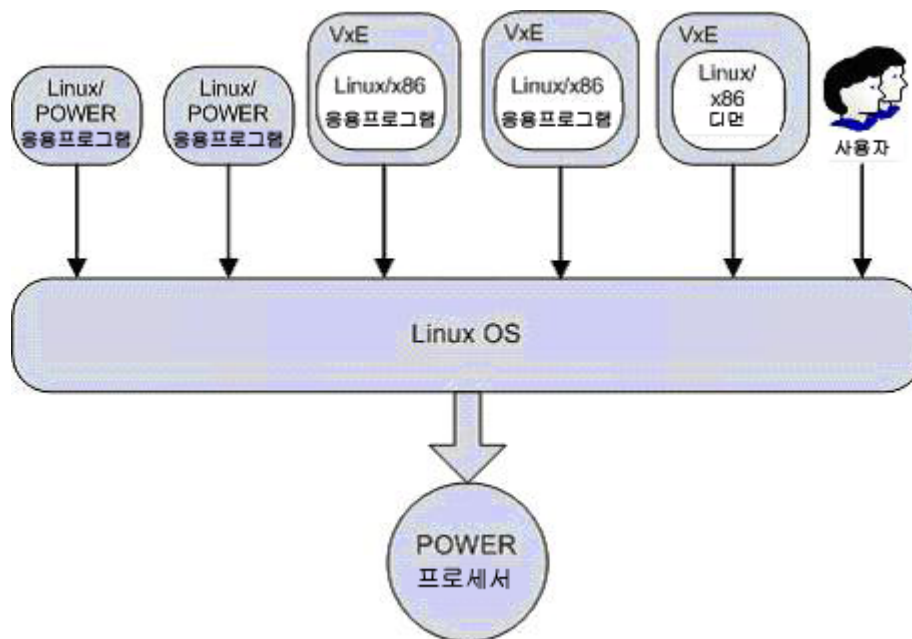 Linux/
POWER
응용프로그램
Linux/
POWER
응용프로그램
VxE
Linux/x86
응용프로그램
VxE
Linux/x86
응용프로그램
VxE
Linux/
x86
디먼
사용자
Linux OS
POWER
프로세서